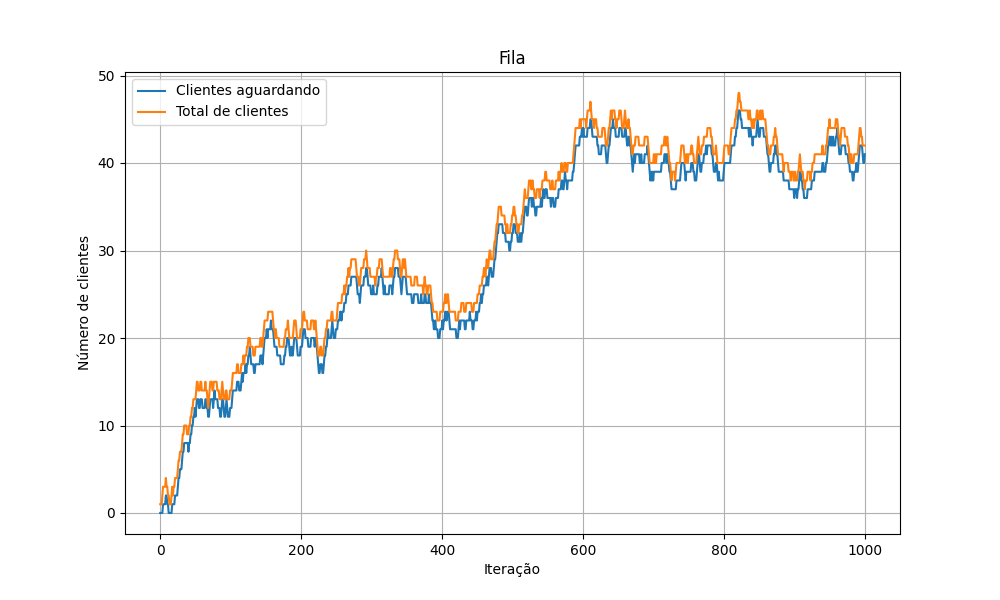 Fila
Clientes aguardando
Total de clientes
Número de clientes
50
40
30
20
10
0
0 200 400 600 800 1000
Iteração